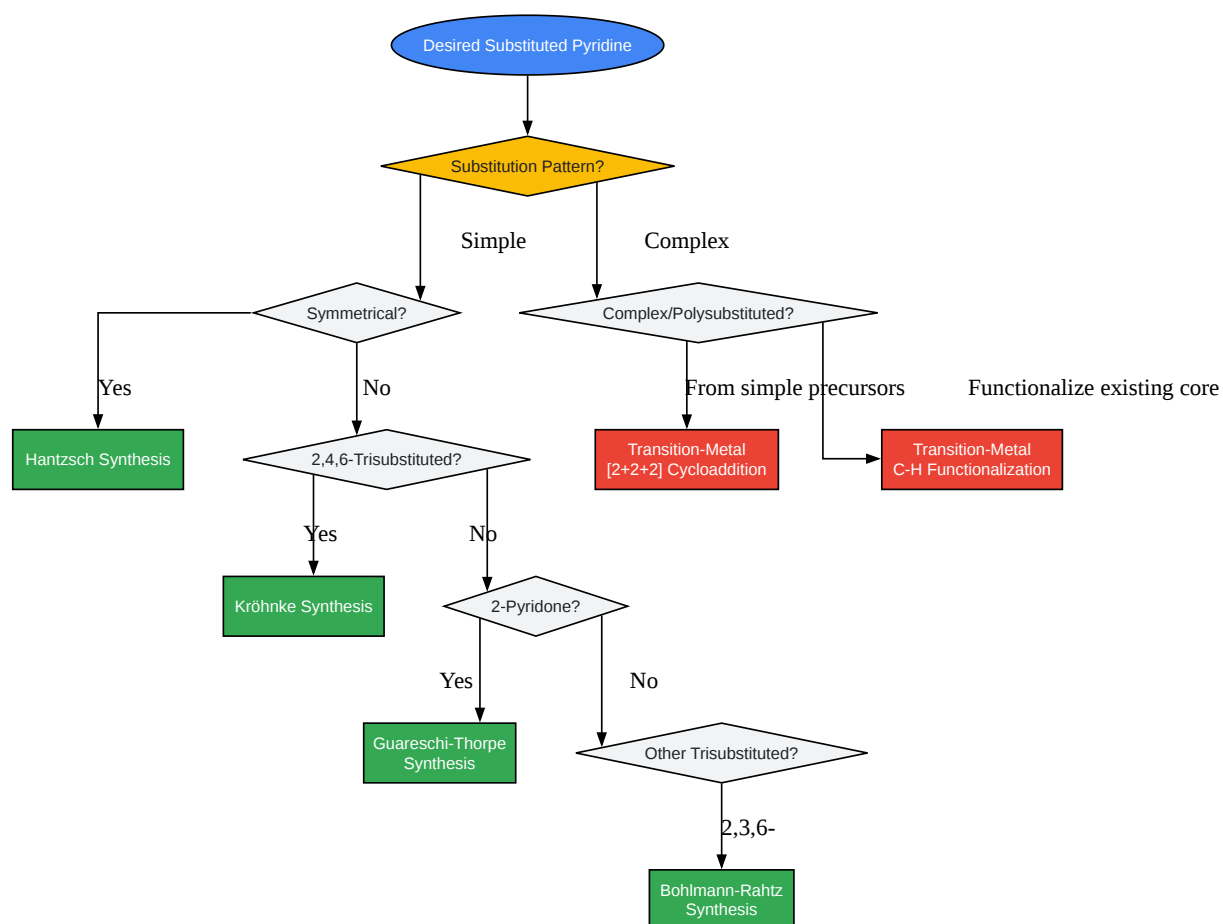 Desired Substituted Pyridine
Substitution Pattern?
Simple
Complex
Symmetrical?
Complex/Polysubstituted?
Yes
No
From simple precursors
Functionalize existing core
Hantzsch Synthesis
2,4,6-Trisubstituted?
Transition-Metal
[2+2+2] Cycloaddition
Transition-Metal
C-H Functionalization
Yes
No
Kröhnke Synthesis
2-Pyridone?
Yes
No
Guareschi-Thorpe
Synthesis
Other Trisubstituted?
2,3,6-
Bohlmann-Rahtz
Synthesis